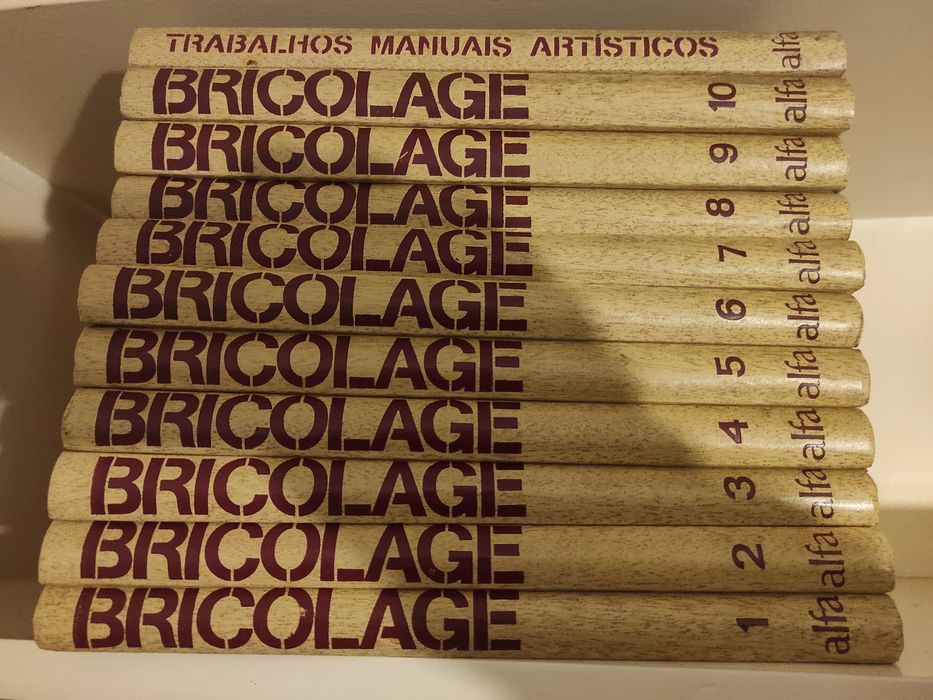 TRABALHOS MANUAIS ARTÍSTICOS alfa
BRICOLAGE 10 alfa
BRICOLAGE 9 alfa
BRICOLAGE 8 alfa
BRICOLAGE 7 alfa
BRICOLAGE 6 alfa
BRICOLAGE 5 alfa
BRICOLAGE 4 alfa
BRICOLAGE 3 alfa
BRICOLAGE 2 alfa
BRICOLAGE 1 alfa